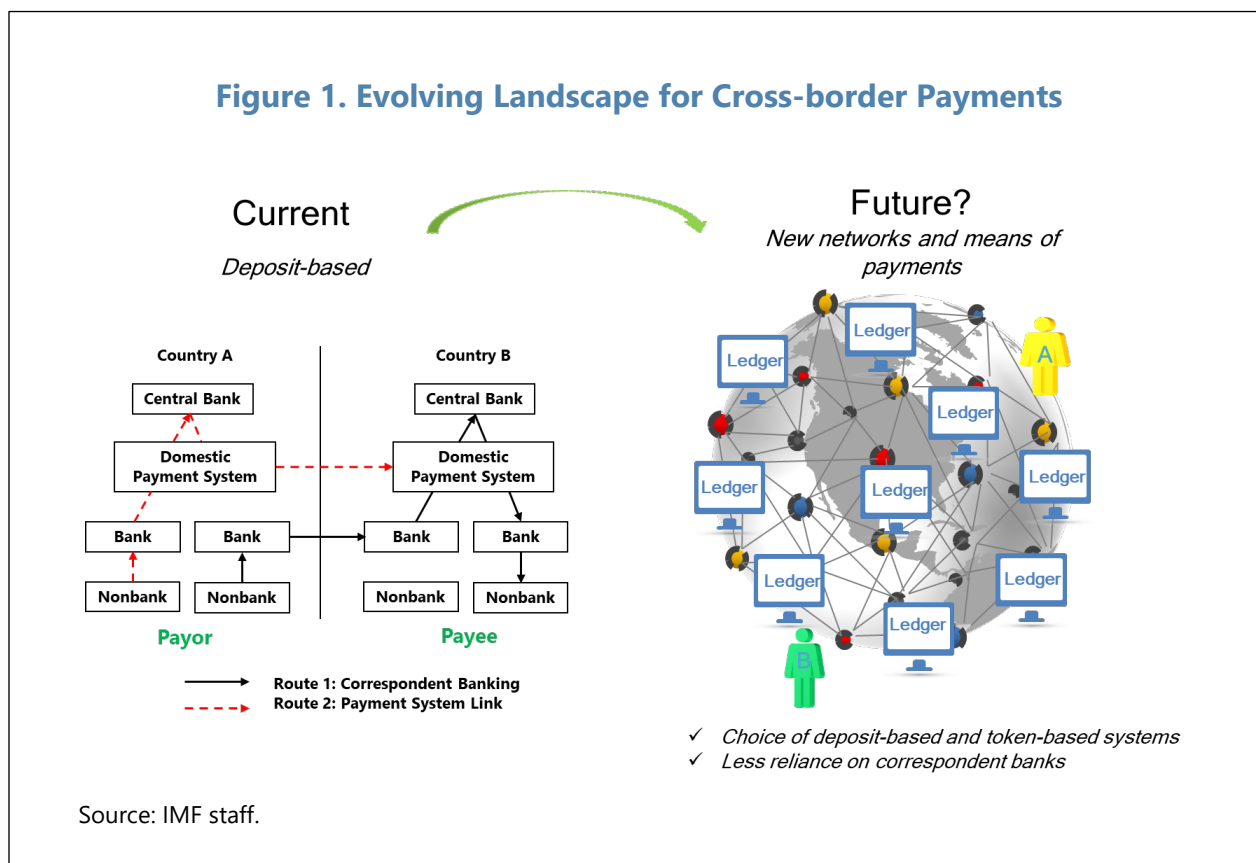 Figure 1. Evolving Landscape for Cross-border Payments
Current
Deposit-based
Future?
New networks and means of
payments
Country A
Country B
Central Bank
Central Bank
Domestic
Payment System
Domestic
Payment System
Bank
Bank
Bank
Bank
Nonbank
Nonbank
Nonbank
Nonbank
Payor
Payee
Route 1: Correspondent Banking
Route 2: Payment System Link
Ledger
Ledger
A
Ledger
Ledger
Ledger
Ledger
Ledger
Ledger
Ledger
B
✓ Choice of deposit-based and token-based systems
✓ Less reliance on correspondent banks
Source: IMF staff.